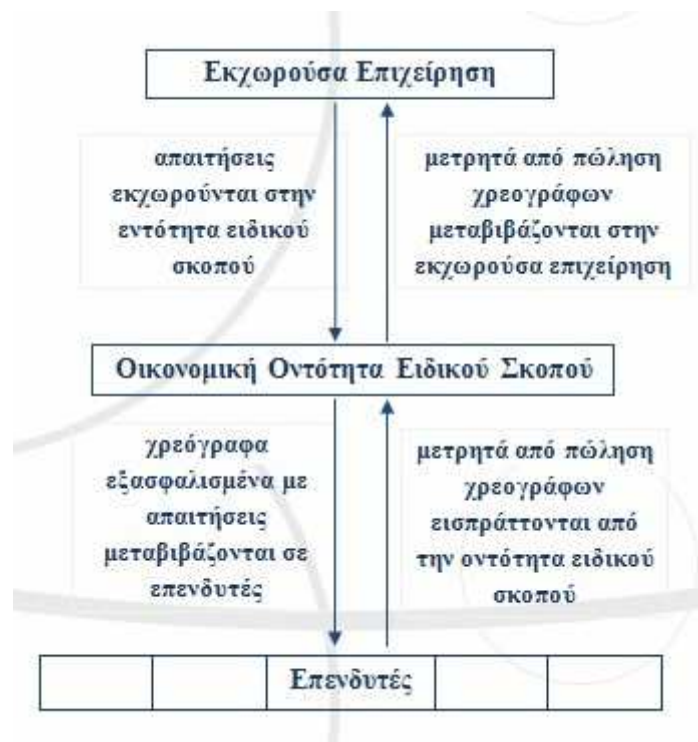 Εκχωρούσα Επιχείρηση
απαιτήσεις
εκχωρούνται στην
εντότητα ειδικού
σκοπού
μετρητά από πώληση
χρεογράφων
μεταβιβάζονται στην
εκχωρούσα επιχείρηση
Οικονομική Οντότητα Ειδικού Σκοπού
χρεόγραφα
εξασφαλισμένα με
απαιτήσεις
μεταβιβάζονται σε
επενδυτές
μετρητά από πώληση
χρεογράφων
εισπράττονται από
την οντότητα ειδικού
σκοπού
Επενδυτές